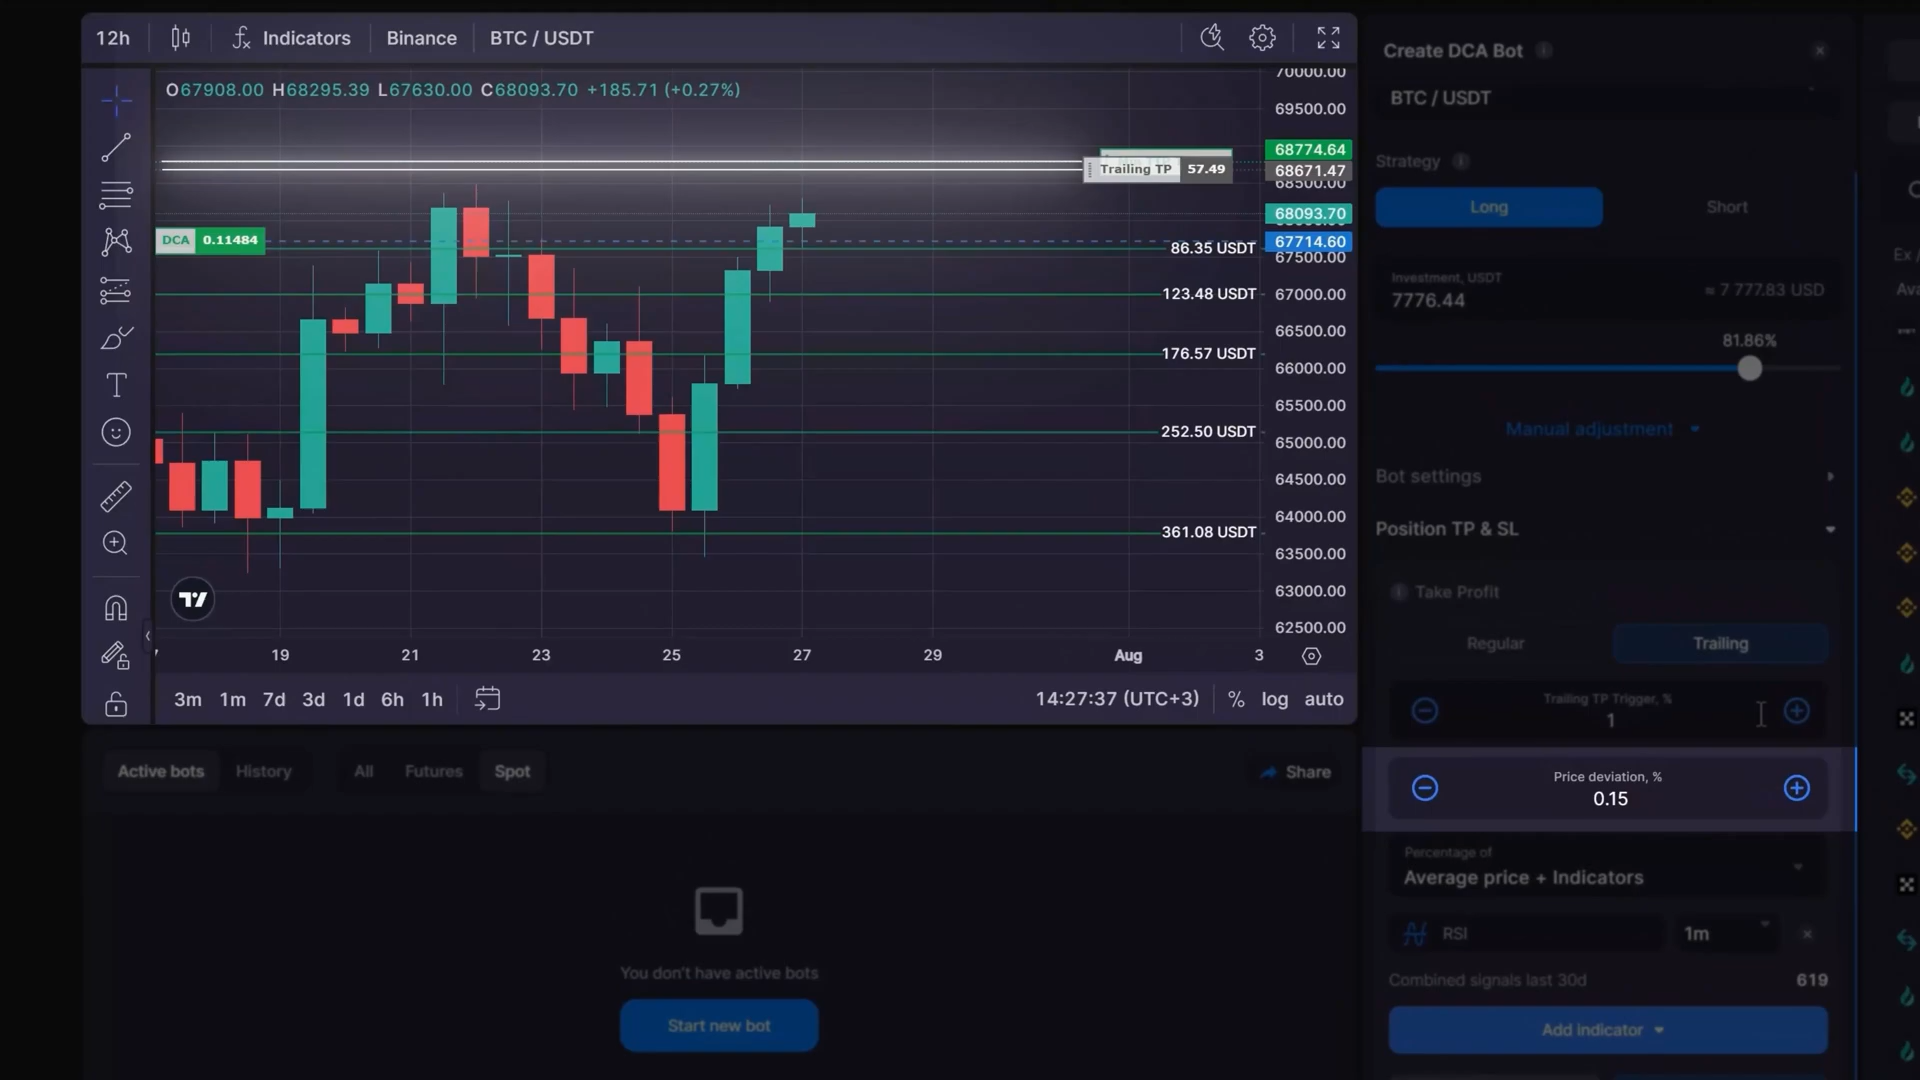 12h
Indicators
Binance
BTC / USDT
O67908.00 H68295.39 L67630.00 C68093.70 +185.71 (+0.27%)
70000.00
69500.00
68774.64
Trailing TP 57.49
68671.47
68500.00
68093.70
DCA 0.11484
67714.60
86.35 USDT
67500.00
123.48 USDT
67000.00
66500.00
176.57 USDT
66000.00
65500.00
252.50 USDT
65000.00
64500.00
64000.00
361.08 USDT
63500.00
63000.00
62500.00
19 21 23 25 27 29 Aug 3
3m 1m 7d 3d 1d 6h 1h
14:27:37 (UTC+3)
% log auto
Active bots
History
All
Futures
Spot
Share
You don't have active bots
Start new bot
Create DCA Bot
BTC / USDT
Strategy
Long
Short
Investment, USDT
7776.44
≈ 7 777.83 USD
81.86%
Manual adjustment
Bot settings
Position TP & SL
Take Profit
Regular
Trailing
Trailing TP Trigger, %
1
Price deviation, %
0.15
Percentage of
Average price + Indicators
RSI
1m
Combined signals last 30d
619
Add indicator
Ex /